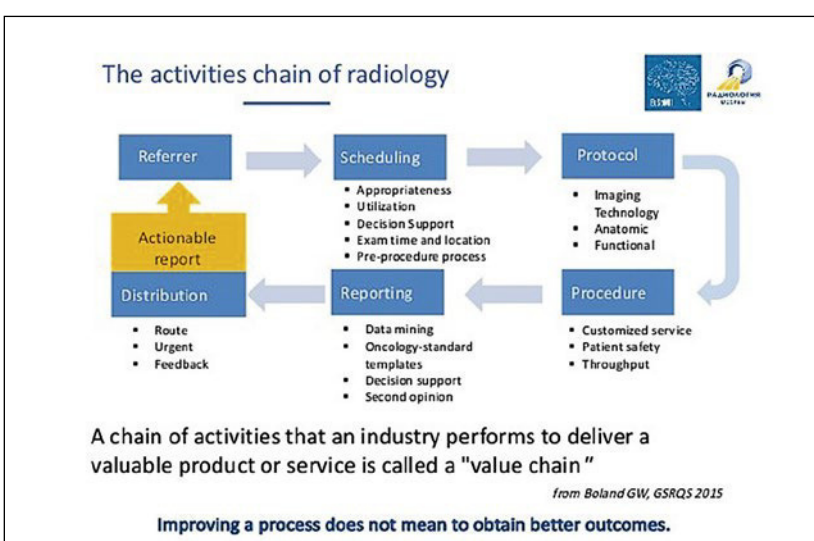 The activities chain of radiology
РАДИОЛОГИЯ
Referrer
Scheduling
▪ Appropriateness
▪ Utilization
▪ Decision Support
▪ Exam time and location
▪ Pre-procedure process
Protocol
▪ Imaging
Technology
▪ Anatomic
▪ Functional
Actionable
report
Distribution
▪ Route
▪ Urgent
▪ Feedback
Reporting
▪ Data mining
▪ Oncology-standard
templates
▪ Decision support
▪ Second opinion
Procedure
▪ Customized service
▪ Patient safety
▪ Throughput
A chain of activities that an industry performs to deliver a
valuable product or service is called a "value chain”
from Boland GW, GSRQS 2015
Improving a process does not mean to obtain better outcomes.